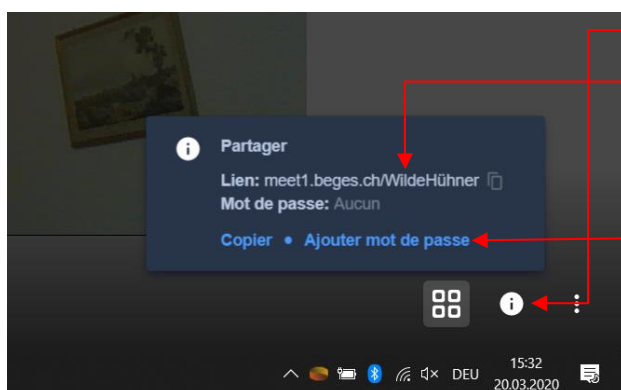 Partager
Lien: meet1.beges.ch/WildeHühner
Mot de passe: Aucun
Copier • Ajouter mot de passe
DEU
15:32
20.03.2020